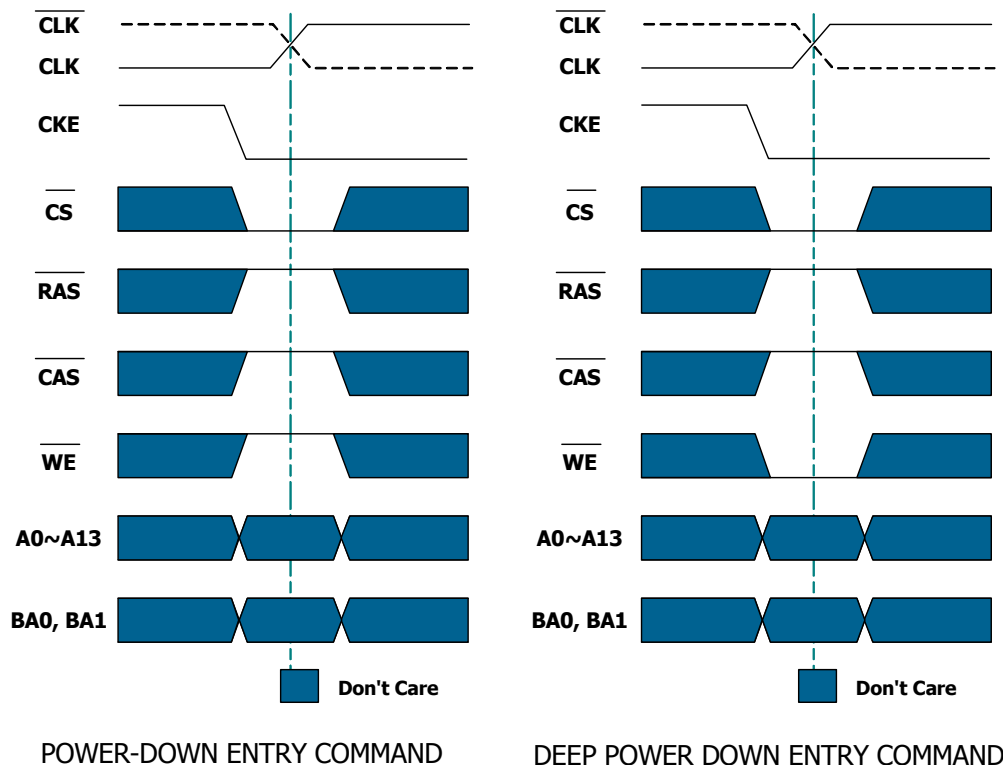 CLK
CLK
CKE
CS
RAS
CAS
WE
A0~A13
BA0, BA1
Don't Care
POWER-DOWN ENTRY COMMAND
CLK
CLK
CKE
CS
RAS
CAS
WE
A0~A13
BA0, BA1
Don't Care
DEEP POWER DOWN ENTRY COMMAND